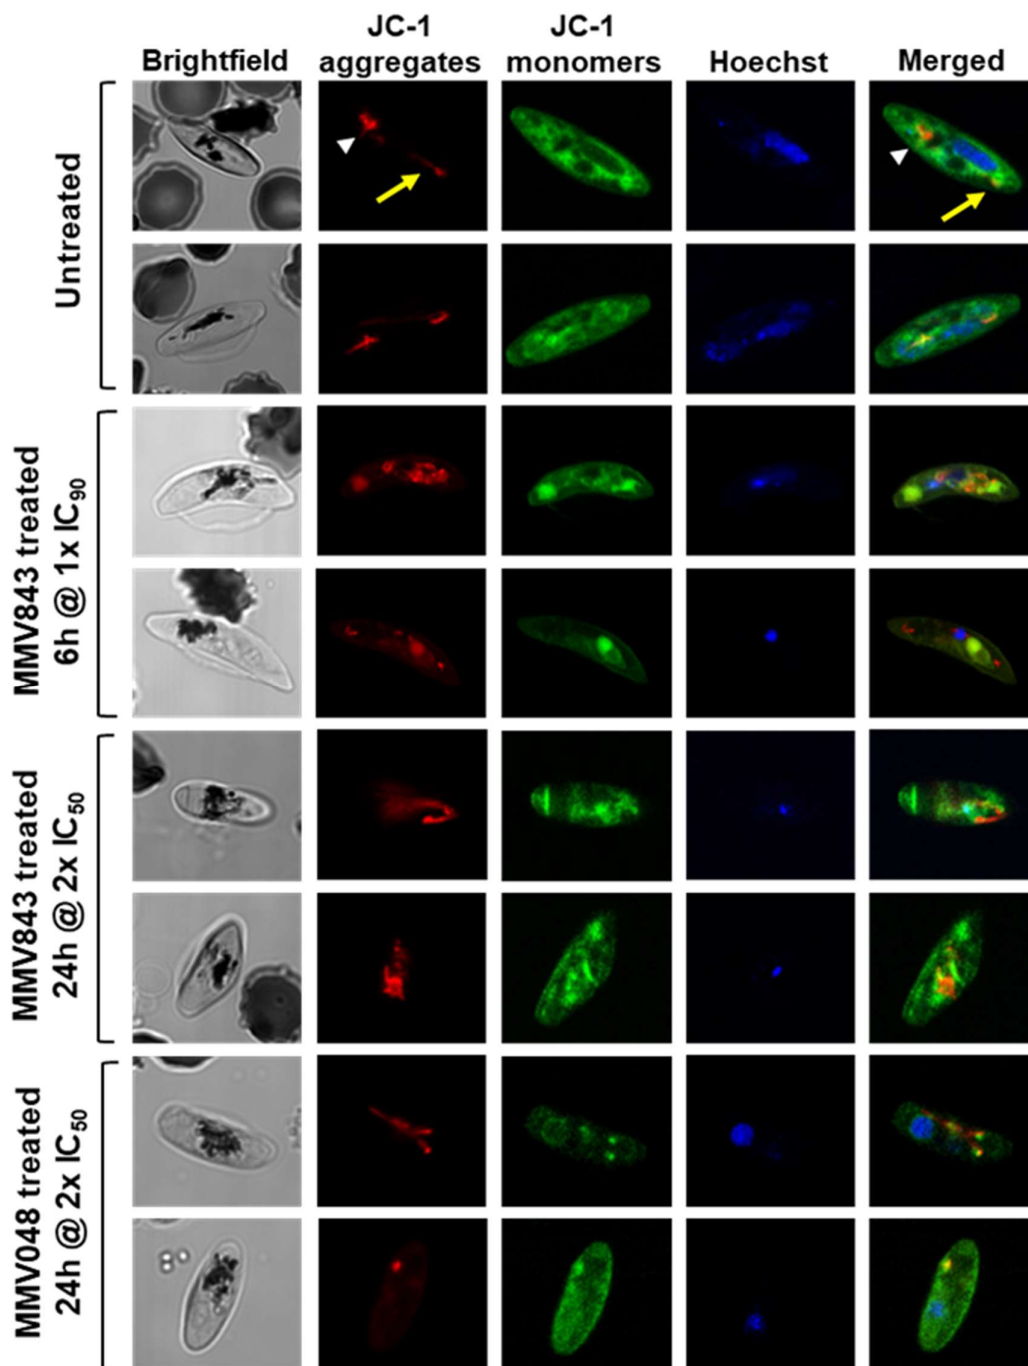 Brightfield
JC-1
aggregates
JC-1
monomers
Hoechst
Merged
Untreated
MMV843 treated
6h @ 1x IC90
MMV843 treated
24h @ 2x IC50
MMV048 treated
24h @ 2x IC50